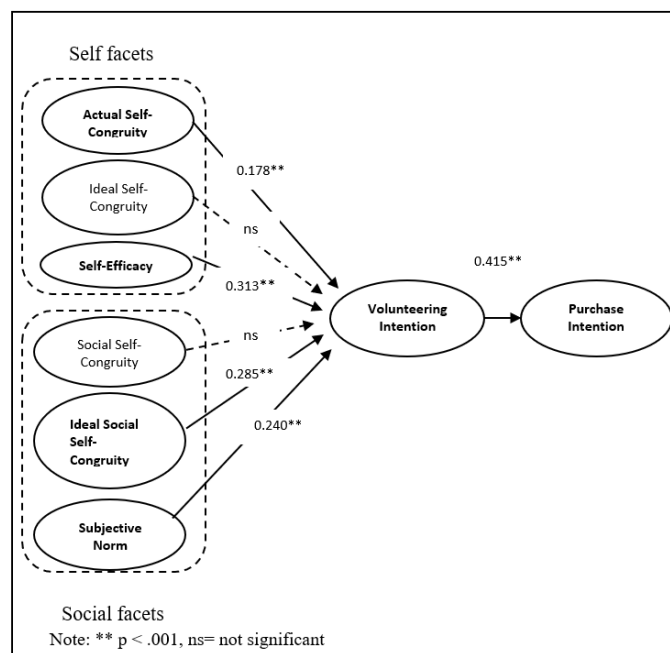 Self facets
Actual Self-
Congruity
0.178**
Ideal Self-
Congruity
ns
Self-Efficacy
0.313**
0.415**
Volunteering
Intention
Purchase
Intention
Social Self-
Congruity
ns
0.285**
Ideal Social
Self-
Congruity
0.240**
Subjective
Norm
Social facets
Note: ** p < .001, ns= not significant